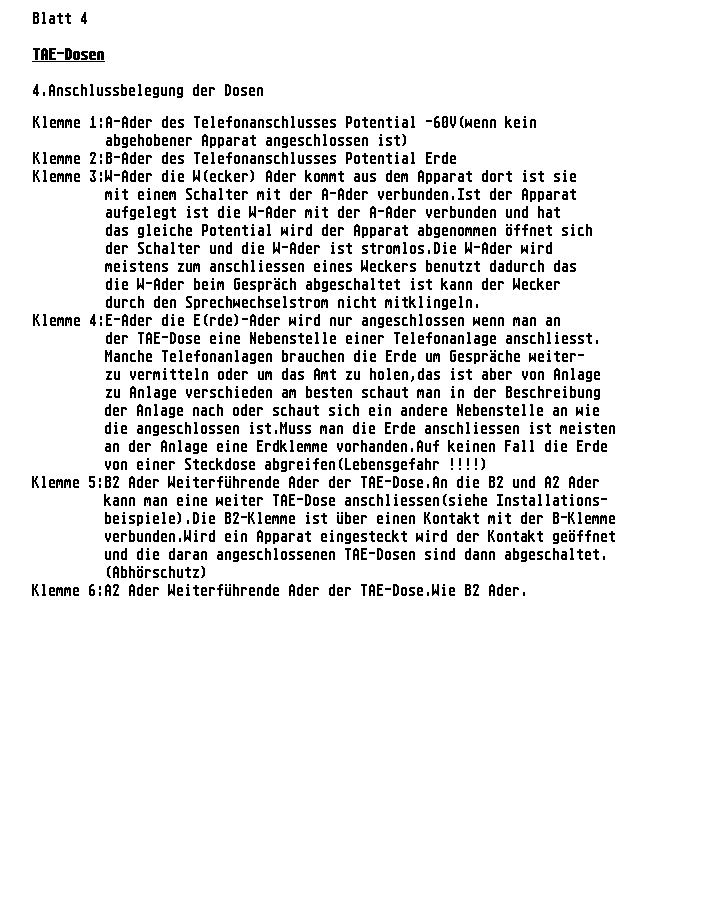 Blatt 4
TAE-Dosen
4.Anschlussbelegung der Dosen
Klemme 1:A-Ader des Telefonanschlusses Potential -60V(wenn kein
abgehobener Apparat angeschlossen ist)
Klemme 2:B-Ader des Telefonanschlusses Potential Erde
Klemme 3:W-Ader die W(ecker) Ader kommt aus dem Apparat dort ist sie
mit einem Schalter mit der A-Ader verbunden.Ist der Apparat
aufgelegt ist die W-Ader mit der A-Ader verbunden und hat
das gleiche Potential wird der Apparat abgenommen öffnet sich
der Schalter und die W-Ader ist stromlos.Die W-Ader wird
meistens zum anschliessen eines Weckers benutzt dadurch das
die W-Ader beim Gespräch abgeschaltet ist kann der Wecker
durch den Sprechwechselstrom nicht mitklingeln.
Klemme 4:E-Ader die E(rde)-Ader wird nur angeschlossen wenn man an
der TAE-Dose eine Nebenstelle einer Telefonanlage anschliesst.
Manche Telefonanlagen brauchen die Erde um Gespräche weiter-
zu vermitteln oder um das Amt zu holen,das ist aber von Anlage
zu Anlage verschieden am besten schaut man in der Beschreibung
der Anlage nach oder schaut sich ein andere Nebenstelle an wie
die angeschlossen ist.Muss man die Erde anschliessen ist meisten
an der Anlage eine Erdklemme vorhanden.Auf keinen Fall die Erde
von einer Steckdose abgreifen(Lebensgefahr !!!!)
Klemme 5:B2 Ader Weiterführende Ader der TAE-Dose.An die B2 und A2 Ader
kann man eine weiter TAE-Dose anschliessen(siehe Installations-
beispiele).Die B2-Klemme ist über einen Kontakt mit der B-Klemme
verbunden.Wird ein Apparat eingesteckt wird der Kontakt geöffnet
und die daran angeschlossenen TAE-Dosen sind dann abgeschaltet.
(Abhörschutz)
Klemme 6:A2 Ader Weiterführende Ader der TAE-Dose.Wie B2 Ader.